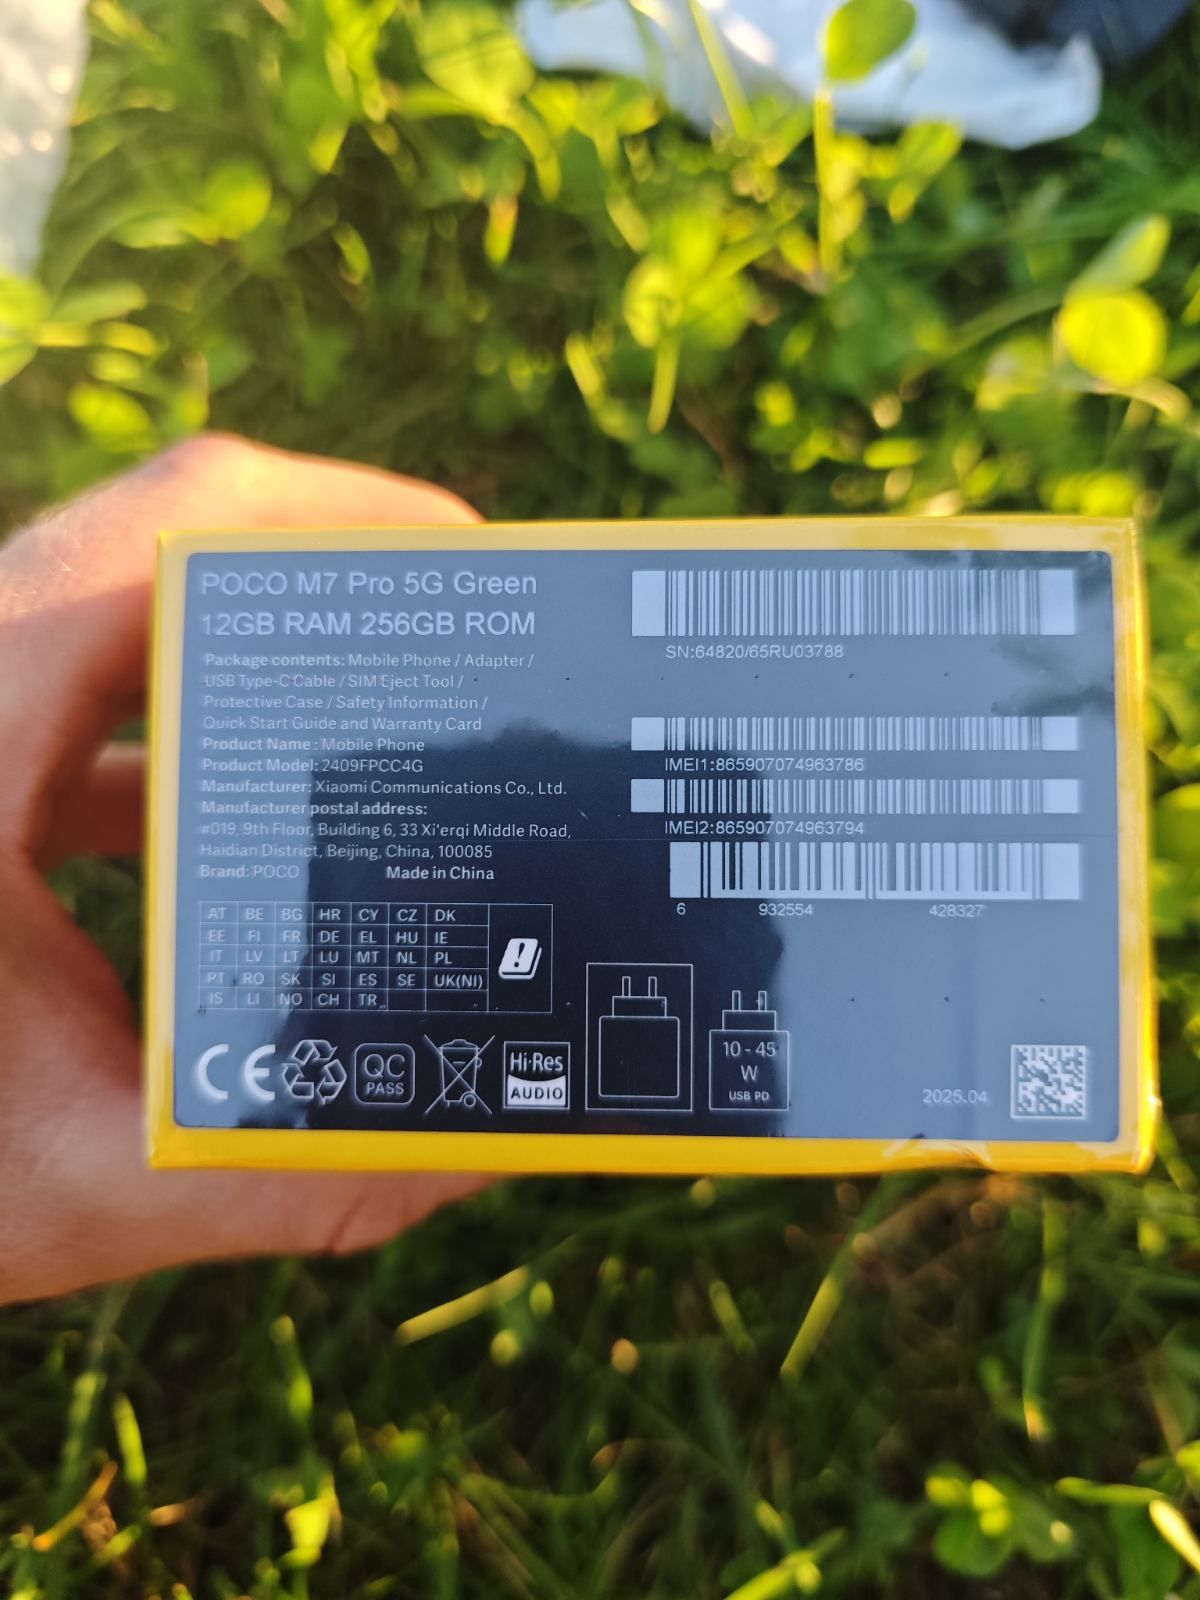 POCO M7 Pro 5G Green
12GB RAM 256GB ROM
Package contents: Mobile Phone / Adapter /
USB Type-C Cable / SIM Eject Tool /
Protective Case / Safety Information /
Quick Start Guide and Warranty Card
Product Name: Mobile Phone
Product Model: 2409FPCC4G
Manufacturer: Xiaomi Communications Co., Ltd.
Manufacturer postal address:
#019, 9th Floor, Building 6, 33 Xi'erqi Middle Road,
Haidian District, Beijing, China, 100085
Brand: POCO Made in China
SN:64820/65RU03788
IMEI1:865907074963786
IMEI2:865907074963794
6 932554 428327
AT BE BG HR CY CZ DK
EE FI FR DE EL HU IE
IT LV LT LU MT NL PL
PT RO SK SI ES SE UK(NI)
IS LI NO CH TR
!
CE
QC
PASS
Hi-Res
AUDIO
10 - 45
W
USB PD
2025.04